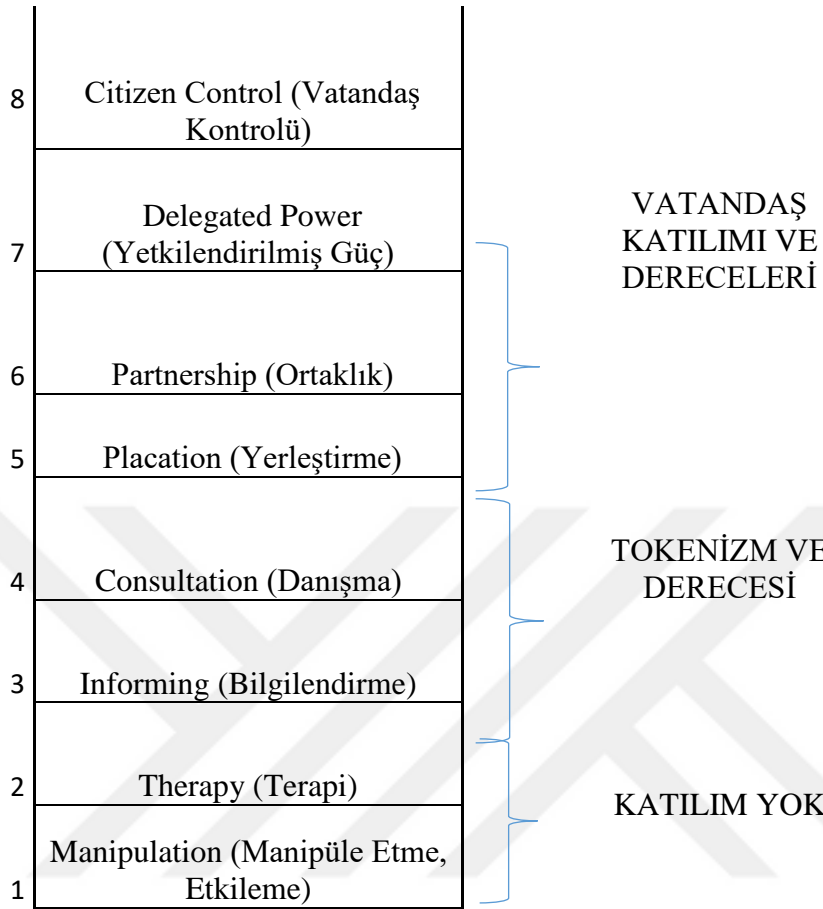 8
Citizen Control (Vatandaş
Kontrolü)
7
Delegated Power
(Yetkilendirilmiş Güç)
VATANDAŞ
KATILIMI VE
DERECELERİ
6
Partnership (Ortaklık)
5
Placation (Yerleştirme)
4
Consultation (Danışma)
TOKENİZM VE
DERECESİ
3
Informing (Bilgilendirme)
2
Therapy (Terapi)
KATILIM YOK
1
Manipulation (Manipüle Etme,
Etkileme)